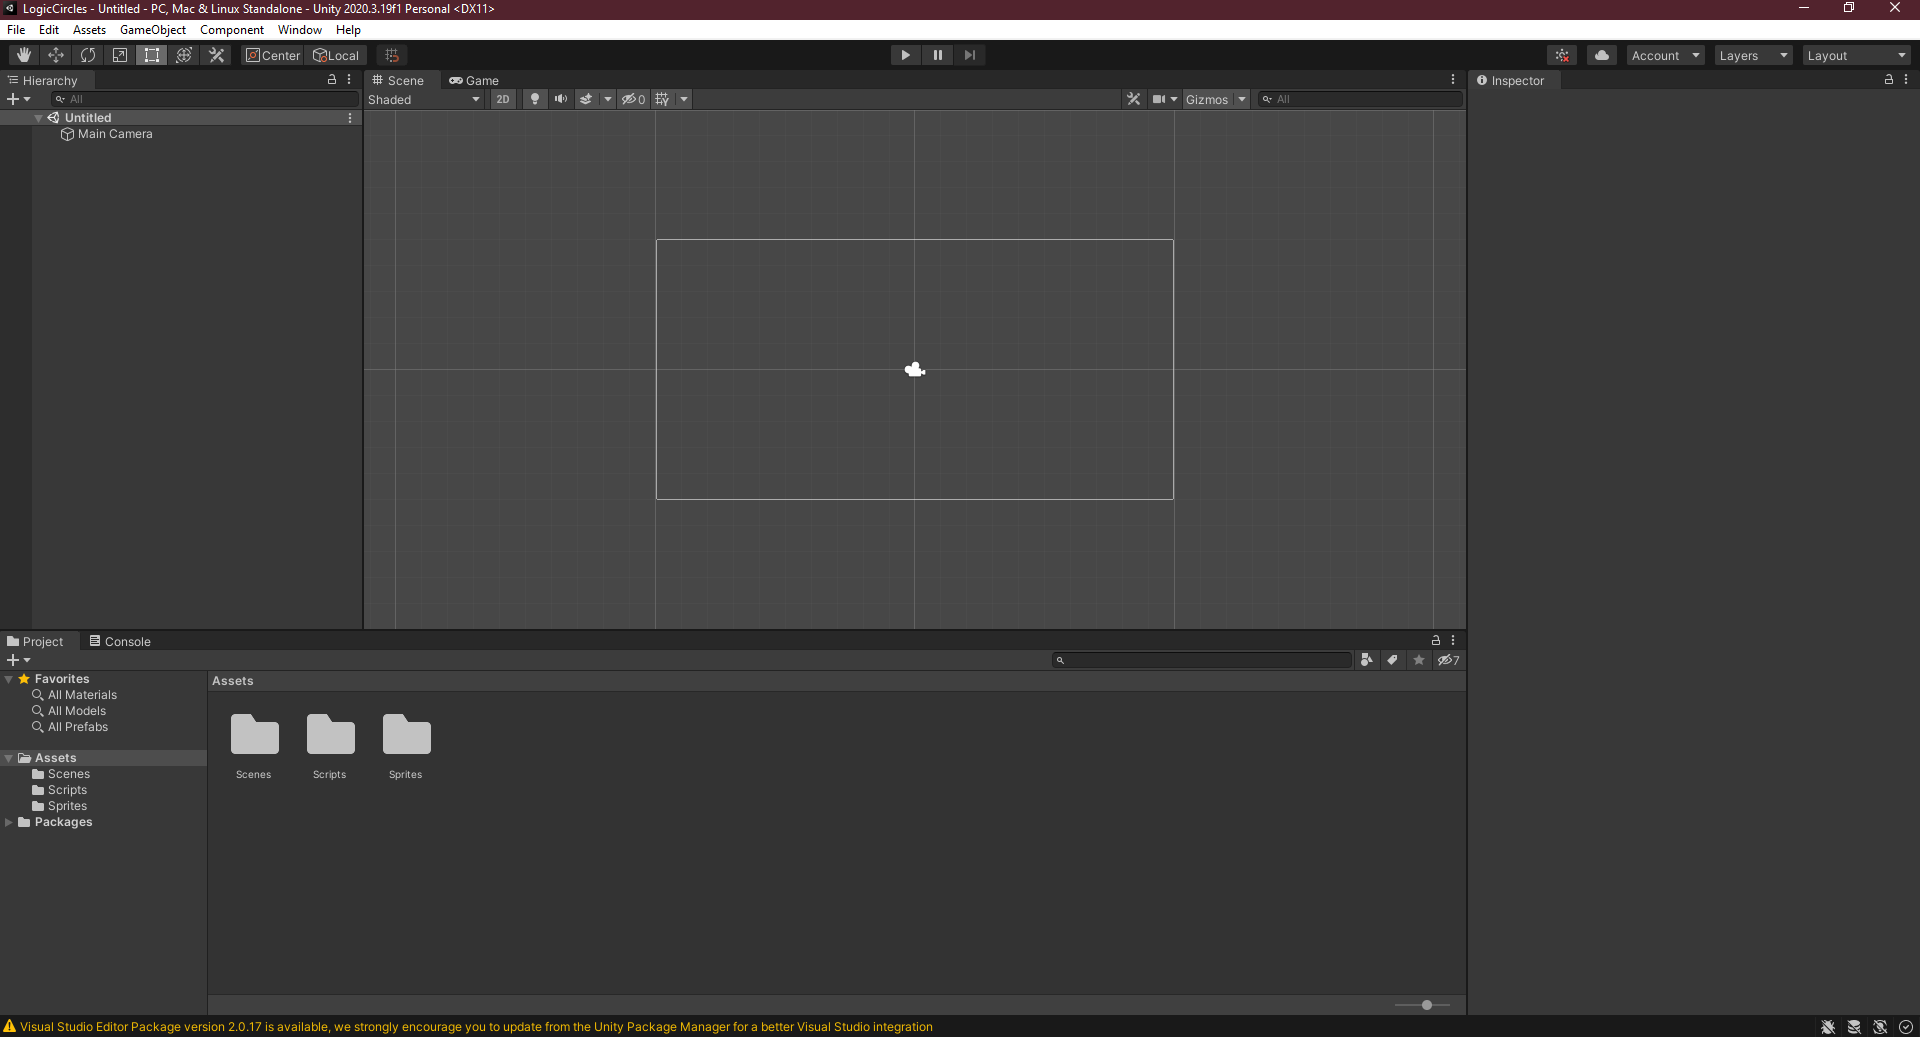 LogicCircles - Untitled - PC, Mac & Linux Standalone - Unity 2020.3.19f1 Personal <DX11>
File Edit Assets GameObject Component Window Help
Center Local Account Layers Layout
Hierarchy
All
Untitled
Main Camera
Scene Game
Shaded 2D 0 Gizmos All
Inspector
Project Console
7
Favorites
All Materials
All Models
All Prefabs
Assets
Scenes
Scripts
Sprites
Packages
Assets
Scenes Scripts Sprites
Visual Studio Editor Package version 2.0.17 is available, we strongly encourage you to update from the Unity Package Manager for a better Visual Studio integration